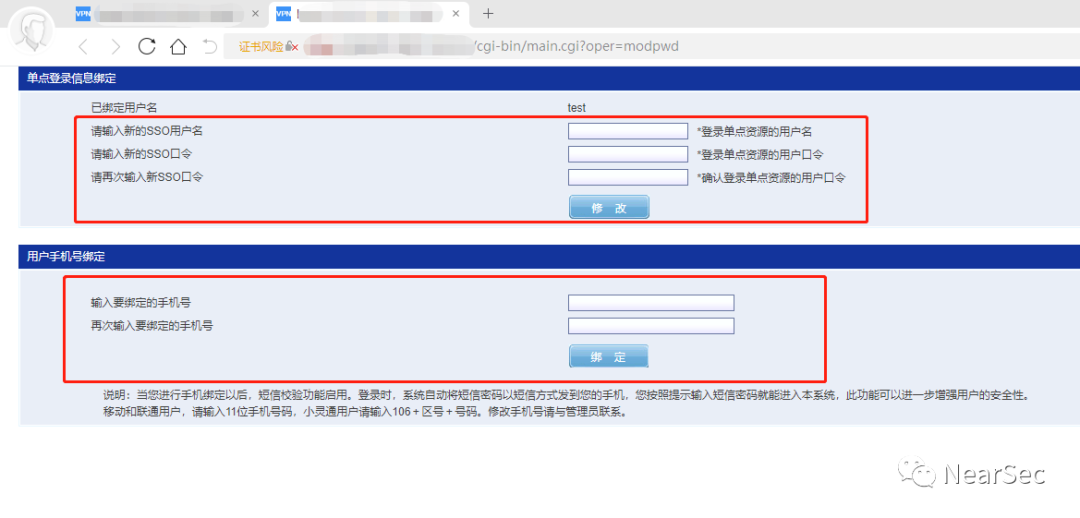 VPN
VPN
证书风险 /cgi-bin/main.cgi?oper=modpwd
单点登录信息绑定
已绑定用户名 test
请输入新的SSO用户名 *登录单点资源的用户名
请输入新的SSO口令 *登录单点资源的用户口令
请再次输入新SSO口令 *确认登录单点资源的用户口令
修 改
用户手机号绑定
输入要绑定的手机号
再次输入要绑定的手机号
绑 定
说明：当您进行手机绑定以后，短信校验功能启用。登录时，系统自动将短信密码以短信方式发到您的手机，您按照提示输入短信密码就能进入本系统，此功能可以进一步增强用户的安全性。
移动和联通用户，请输入11位手机号码，小灵通用户请输入106＋区号＋号码。修改手机号请与管理员联系。
NearSec